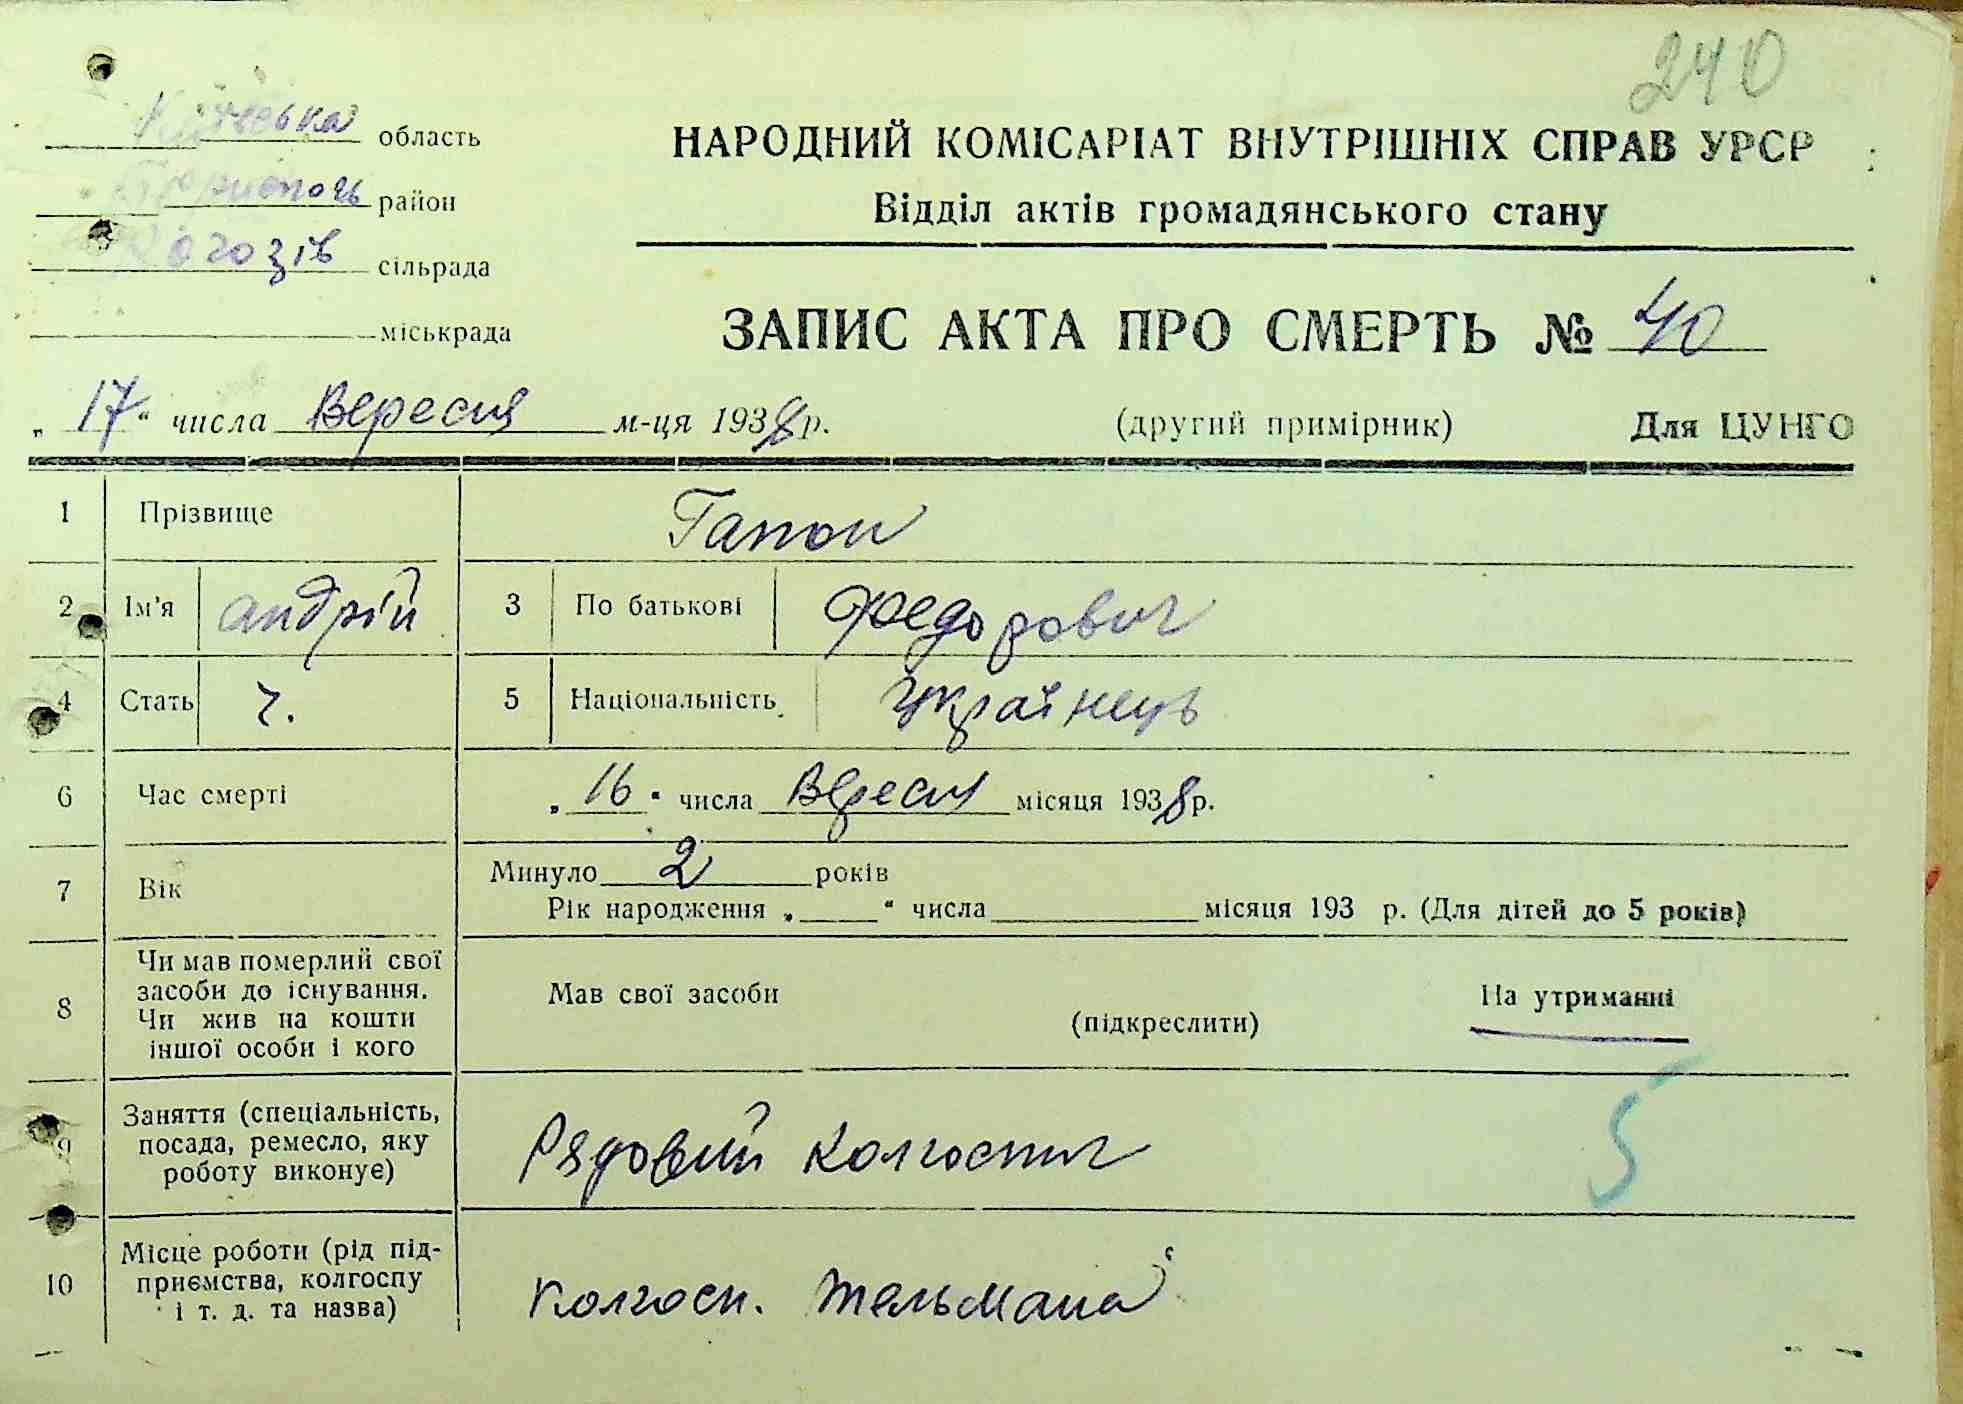 240
Київська область
НАРОДНИЙ КОМІСАРІАТ ВНУТРІШНІХ СПРАВ УРСР
Бориспочь район
Відділ актів громадянського стану
Рогозів сільрада
міськрада
ЗАПИС АКТА ПРО СМЕРТЬ № 40
„17“ числа Вересня м-ця 1938 р. (другий примірник) Для ЦУНГО
1 Прізвище Гапон
2 Ім'я Андрій 3 По батькові Федорович
4 Стать ч. 5 Національність Українець
6 Час смерті „16“ числа Вересня місяця 1938 р.
7 Вік Минуло 2 років
Рік народження „ “ числа місяця 193 р. (Для дітей до 5 років)
8 Чи мав померлий свої
засоби до існування.
Чи жив на кошти
іншої особи і кого
Мав свої засоби (підкреслити) На утриманні
9 Заняття (спеціальність,
посада, ремесло, яку
роботу виконує)
Рядовий колгоспник
5
10 Місце роботи (рід під-
приємства, колгоспу
і т. д. та назва)
Колгосп. Тельмана